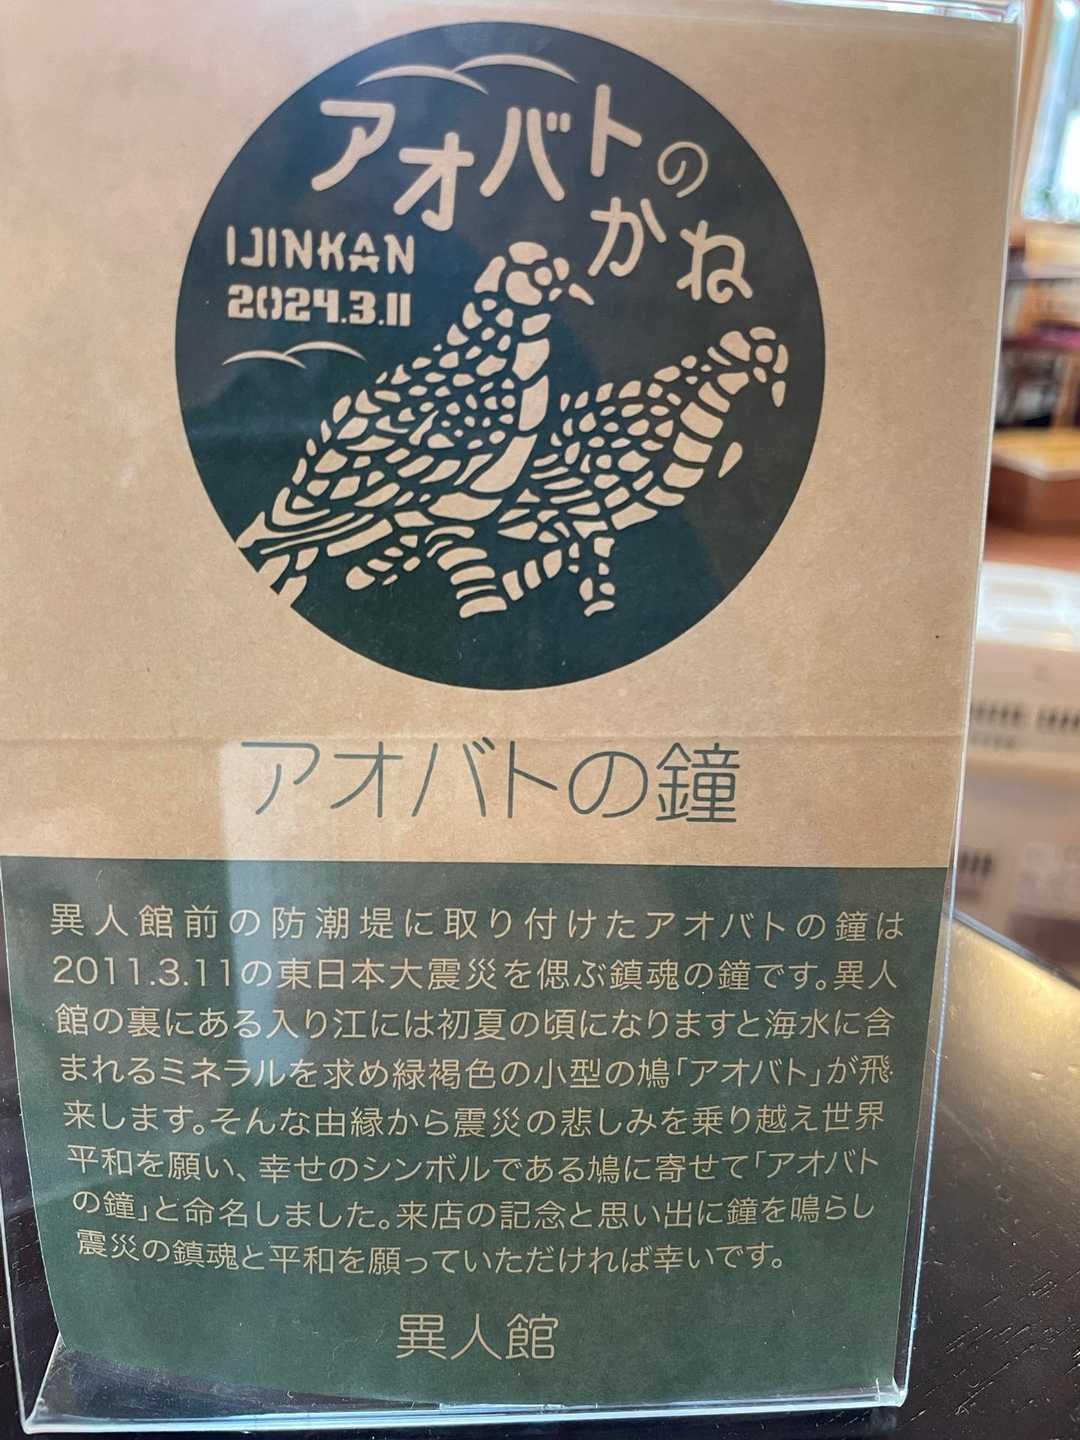 アオバトの
かね
IJINKAN
2024.3.11
アオバトの鐘
異人館前の防潮堤に取り付けたアオバトの鐘は
2011.3.11の東日本大震災を偲ぶ鎮魂の鐘です。異人
館の裏にある入り江には初夏の頃になりますと海水に含
まれるミネラルを求め緑褐色の小型の鳩「アオバト」が飛
来します。そんな由縁から震災の悲しみを乗り越え世界
平和を願い、幸せのシンボルである鳩に寄せて「アオバト
の鐘」と命名しました。来店の記念と思い出に鐘を鳴らし
震災の鎮魂と平和を願っていただければ幸いです。
異人館